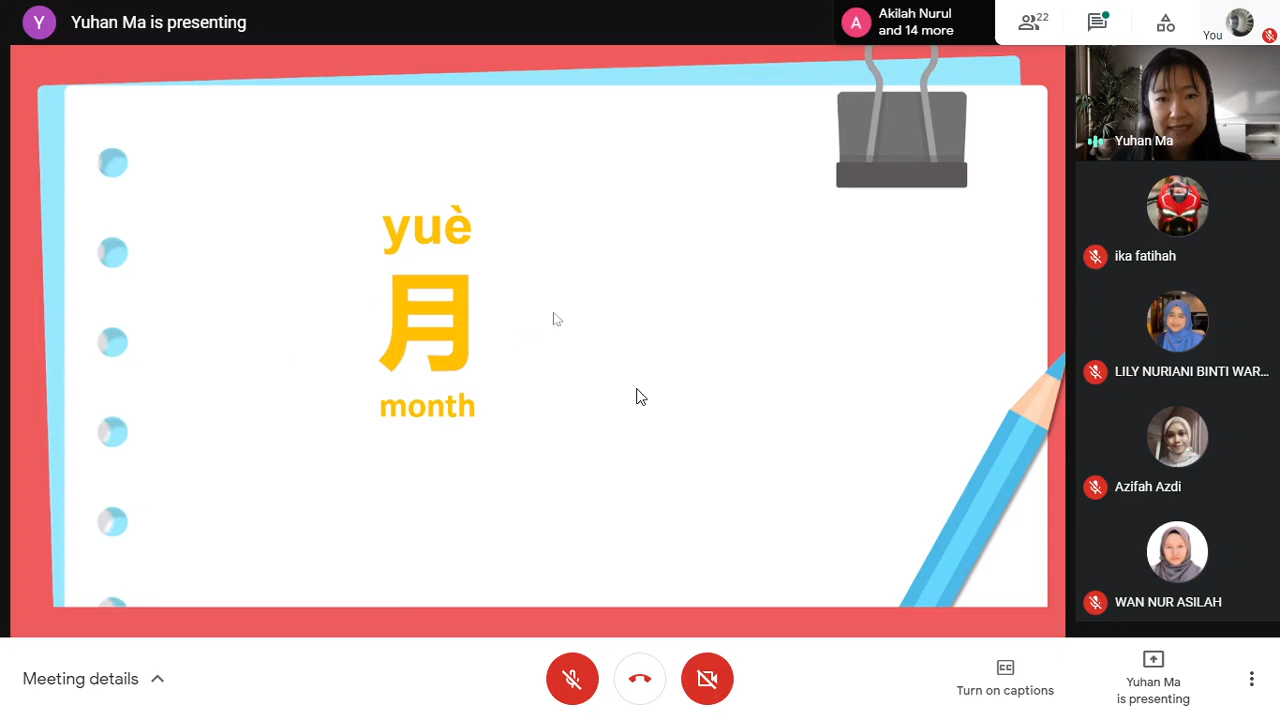 Y
Yuhan Ma is presenting
A
Akilah Nurul
and 14 more
22
You
yuè
月
month
Yuhan Ma
ika fatihah
LILY NURIANI BINTI WAR...
Azifah Azdi
WAN NUR ASILAH
Meeting details
CC
Turn on captions
Yuhan Ma
is presenting